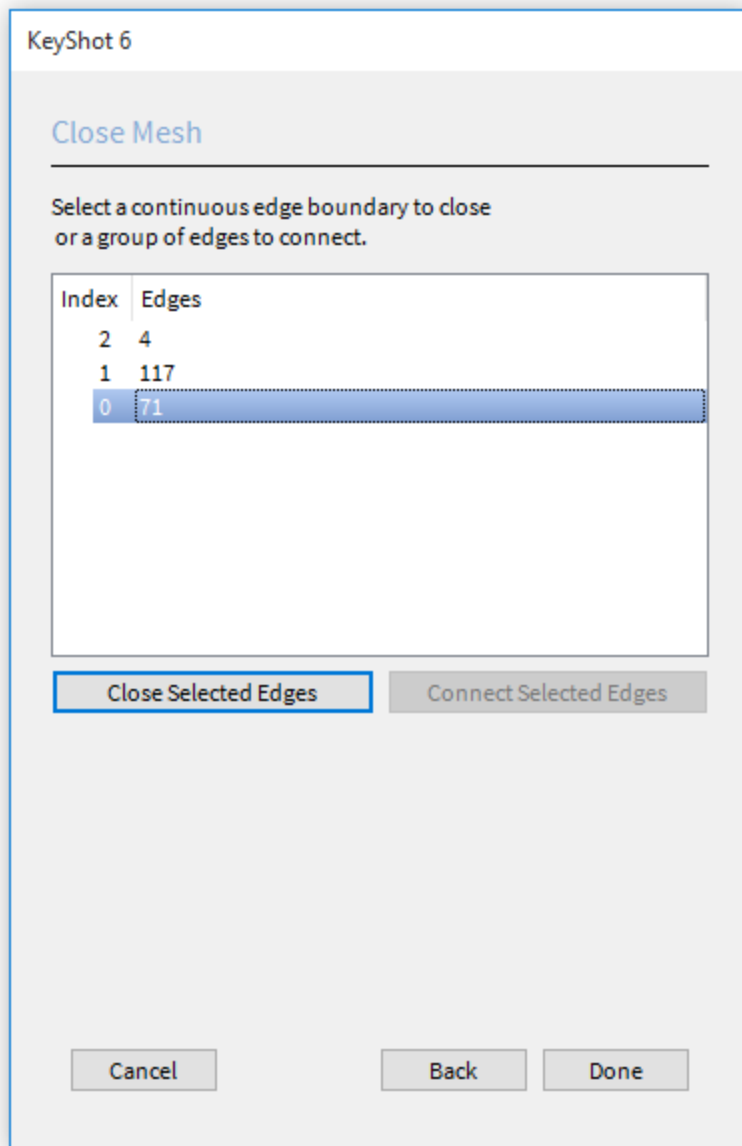 KeyShot 6
Close Mesh
Select a continuous edge boundary to close
or a group of edges to connect.
Index Edges
2 4
1 117
0 71
Close Selected Edges Connect Selected Edges
Cancel Back Done